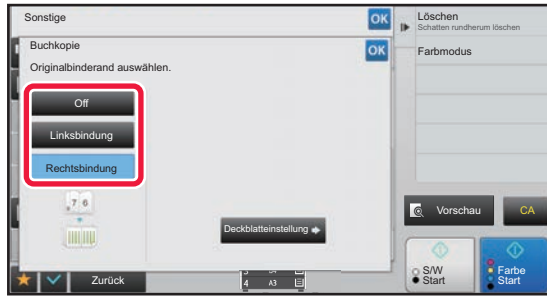 Sonstige
OK
Löschen
Schatten rundherum löschen
Buchkopie
OK
Farbmodus
Originalbinderand auswählen.
Off
Linksbindung
Rechtsbindung
7 6
Vorschau
CA
Deckblatteinstellung
S/W
Start
Farbe
Start
4 A3
Zurück